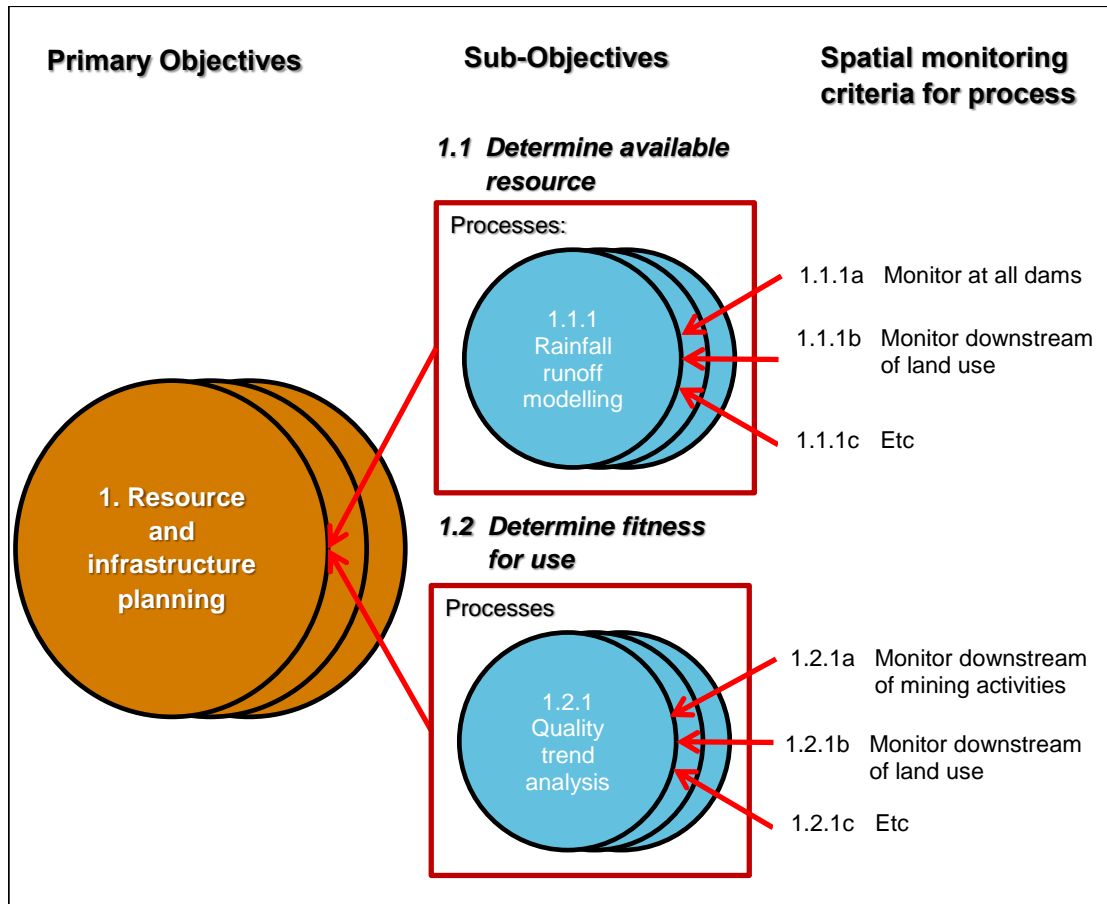 Primary Objectives
Sub-Objectives
Spatial monitoring
criteria for process
1. Resource
and
infrastructure
planning
1.1 Determine available
resource
Processes:
1.1.1
Rainfall
runoff
modelling
1.1.1a Monitor at all dams
1.1.1b Monitor downstream
of land use
1.1.1c Etc
1.2 Determine fitness
for use
Processes
1.2.1
Quality
trend
analysis
1.2.1a Monitor downstream
of mining activities
1.2.1b Monitor downstream
of land use
1.2.1c Etc